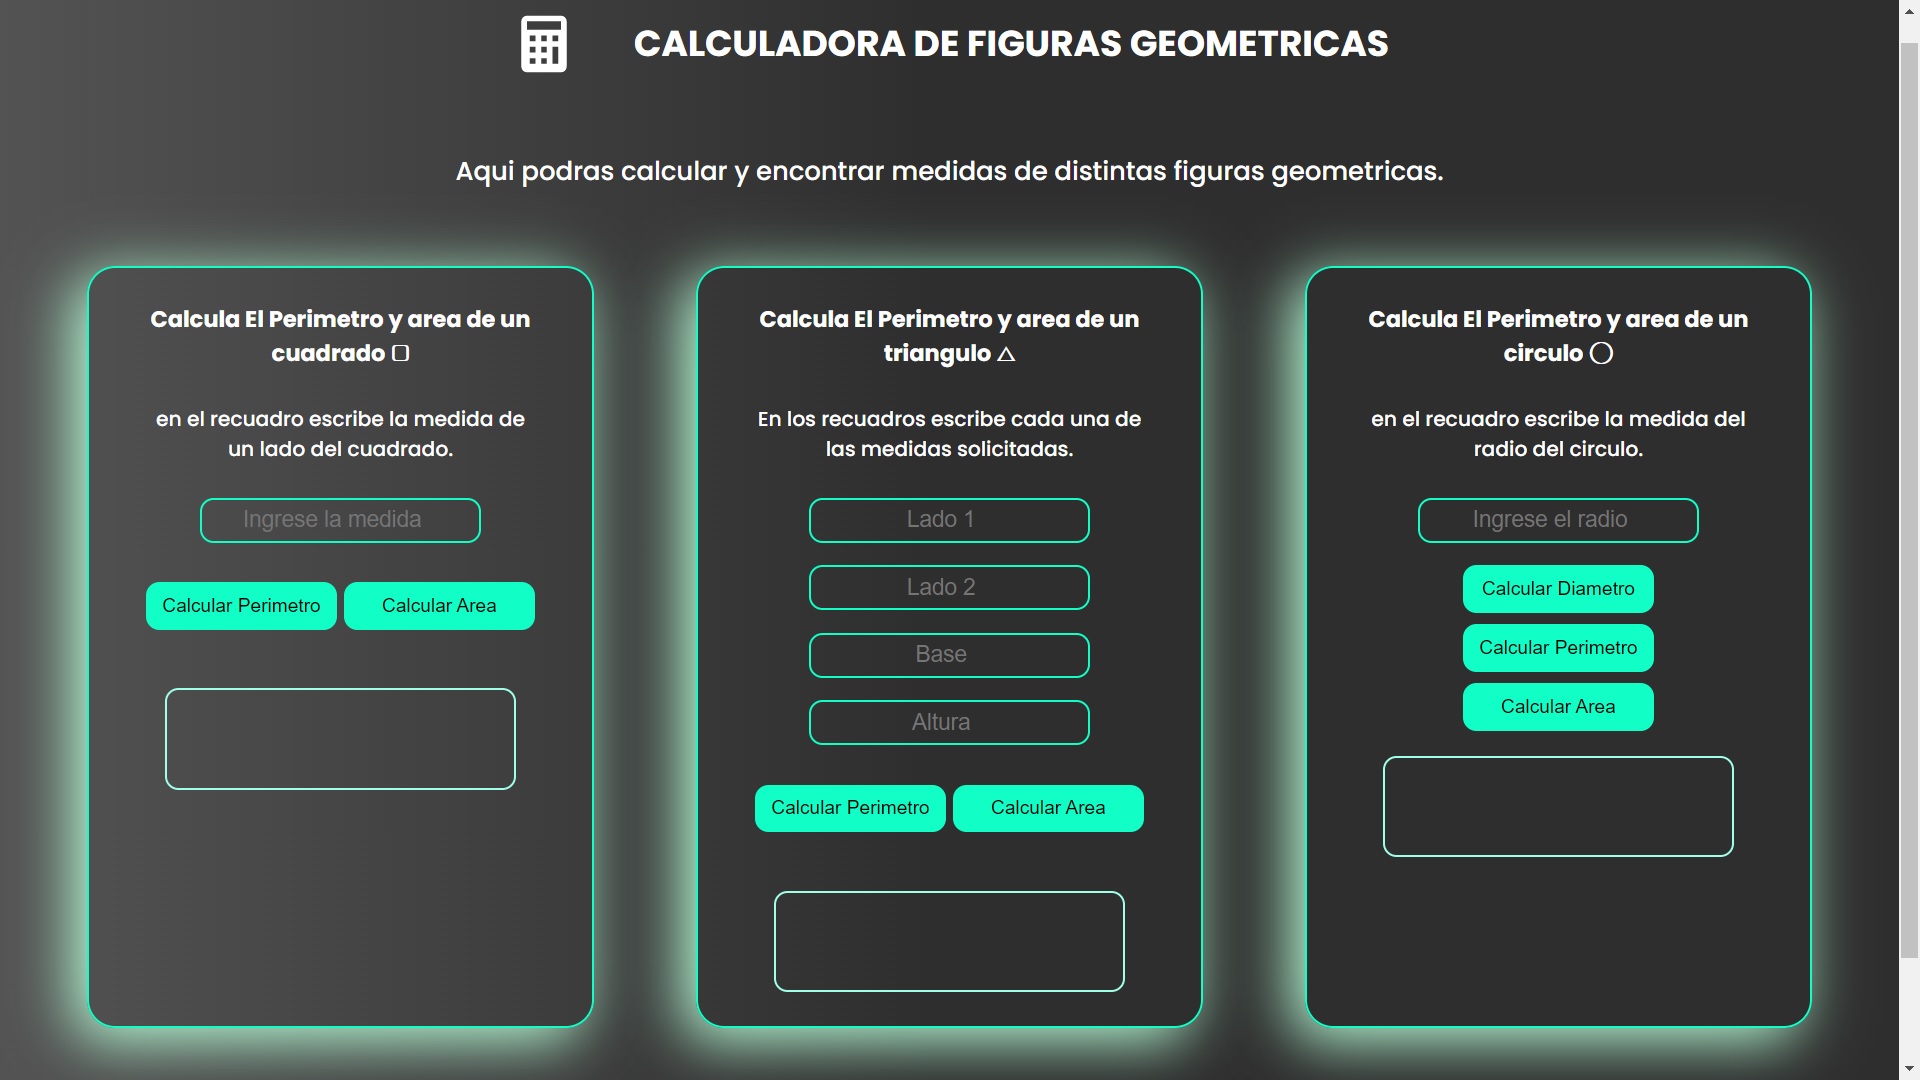 CALCULADORA DE FIGURAS GEOMETRICAS
Aqui podras calcular y encontrar medidas de distintas figuras geometricas.
Calcula El Perimetro y area de un
cuadrado
en el recuadro escribe la medida de
un lado del cuadrado.
Ingrese la medida
Calcular Perimetro
Calcular Area
Calcula El Perimetro y area de un
triangulo
En los recuadros escribe cada una de
las medidas solicitadas.
Lado 1
Lado 2
Base
Altura
Calcular Perimetro
Calcular Area
Calcula El Perimetro y area de un
circulo
en el recuadro escribe la medida del
radio del circulo.
Ingrese el radio
Calcular Diametro
Calcular Perimetro
Calcular Area